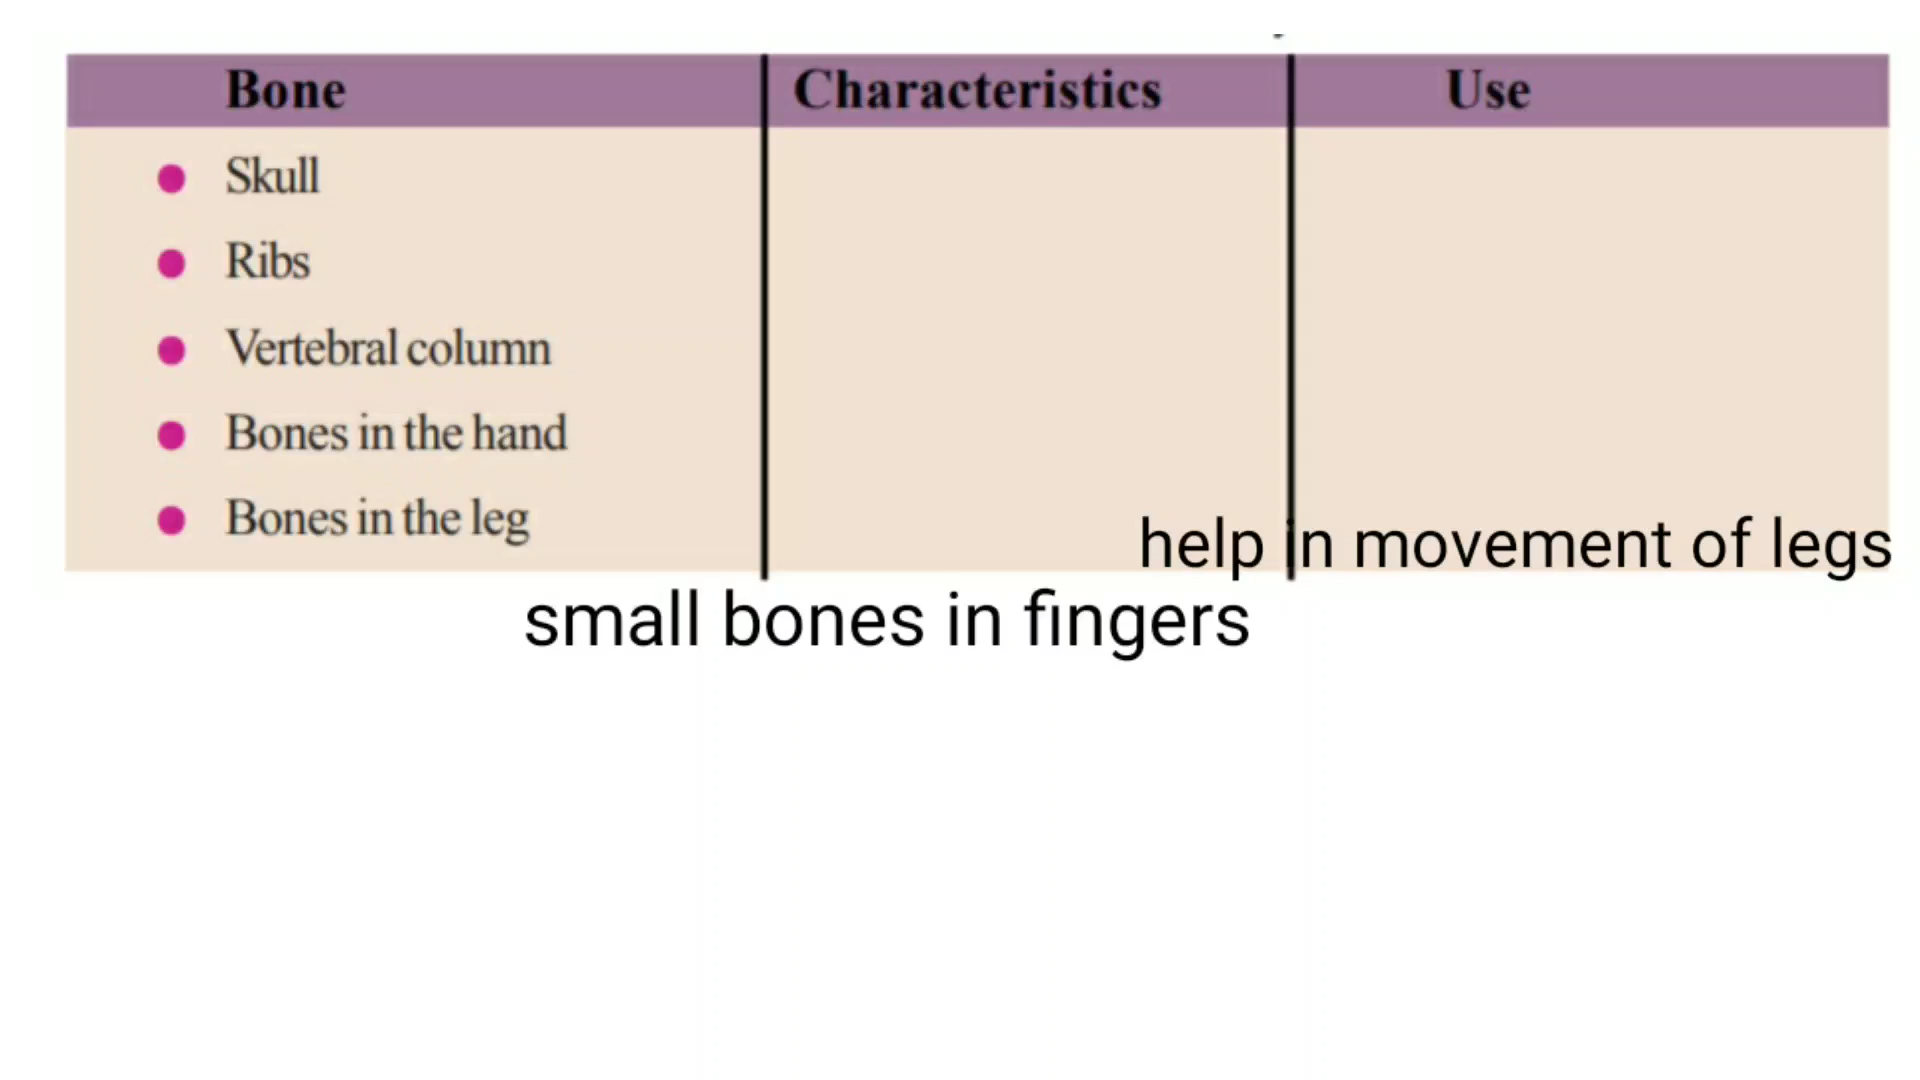 Bone Characteristics Use
Skull
Ribs
Vertebral column
Bones in the hand
Bones in the leg
help in movement of legs
small bones in fingers